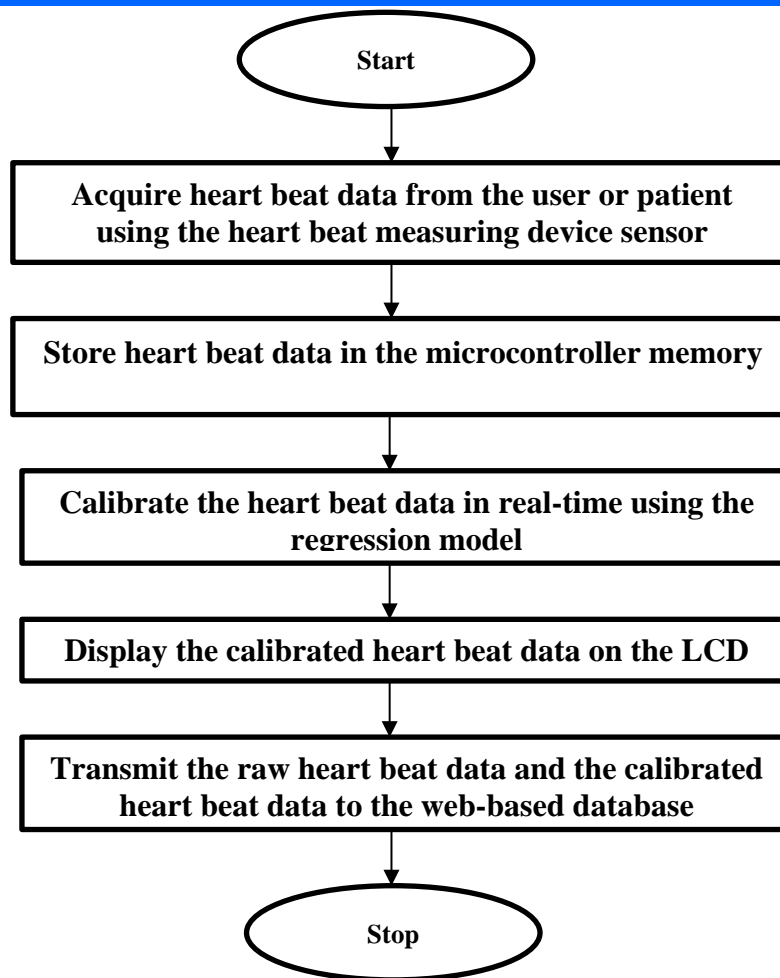 Start
Acquire heart beat data from the user or patient
using the heart beat measuring device sensor
Store heart beat data in the microcontroller memory
Calibrate the heart beat data in real-time using the
regression model
Display the calibrated heart beat data on the LCD
Transmit the raw heart beat data and the calibrated
heart beat data to the web-based database
Stop